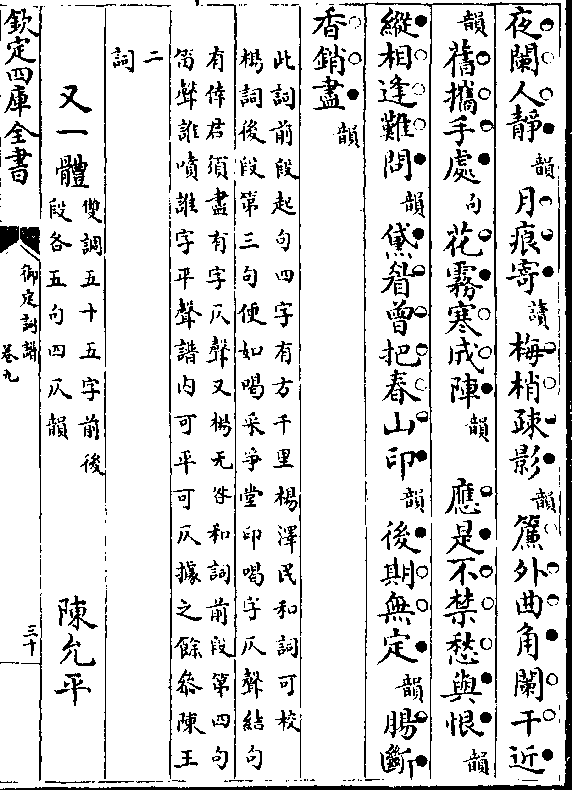 夜闌人靜韻月痕寄讀梅梢疎影韻簾外曲角闌干近
韻舊攜手處句花霧寒成陣韻　應是不禁愁與恨韻
縱相逢難問韻黛眉曾把春山印韻後期無定韻腸斷
香銷盡韻
此詞前段起句四字有方千里楊澤民和詞可校
楊詞後段第三句便如喝采爭堂印喝字仄聲結句
有倖君須盡有字仄聲又楊无咎和詞前段第四句
笛聲誰噴誰字平聲譜內可平可仄據之餘參陳王
二
詞
又一體
雙調五十五字前後
段各五句四仄韻
陳允平
欽定四庫全書
御定詞譜
卷九
三十